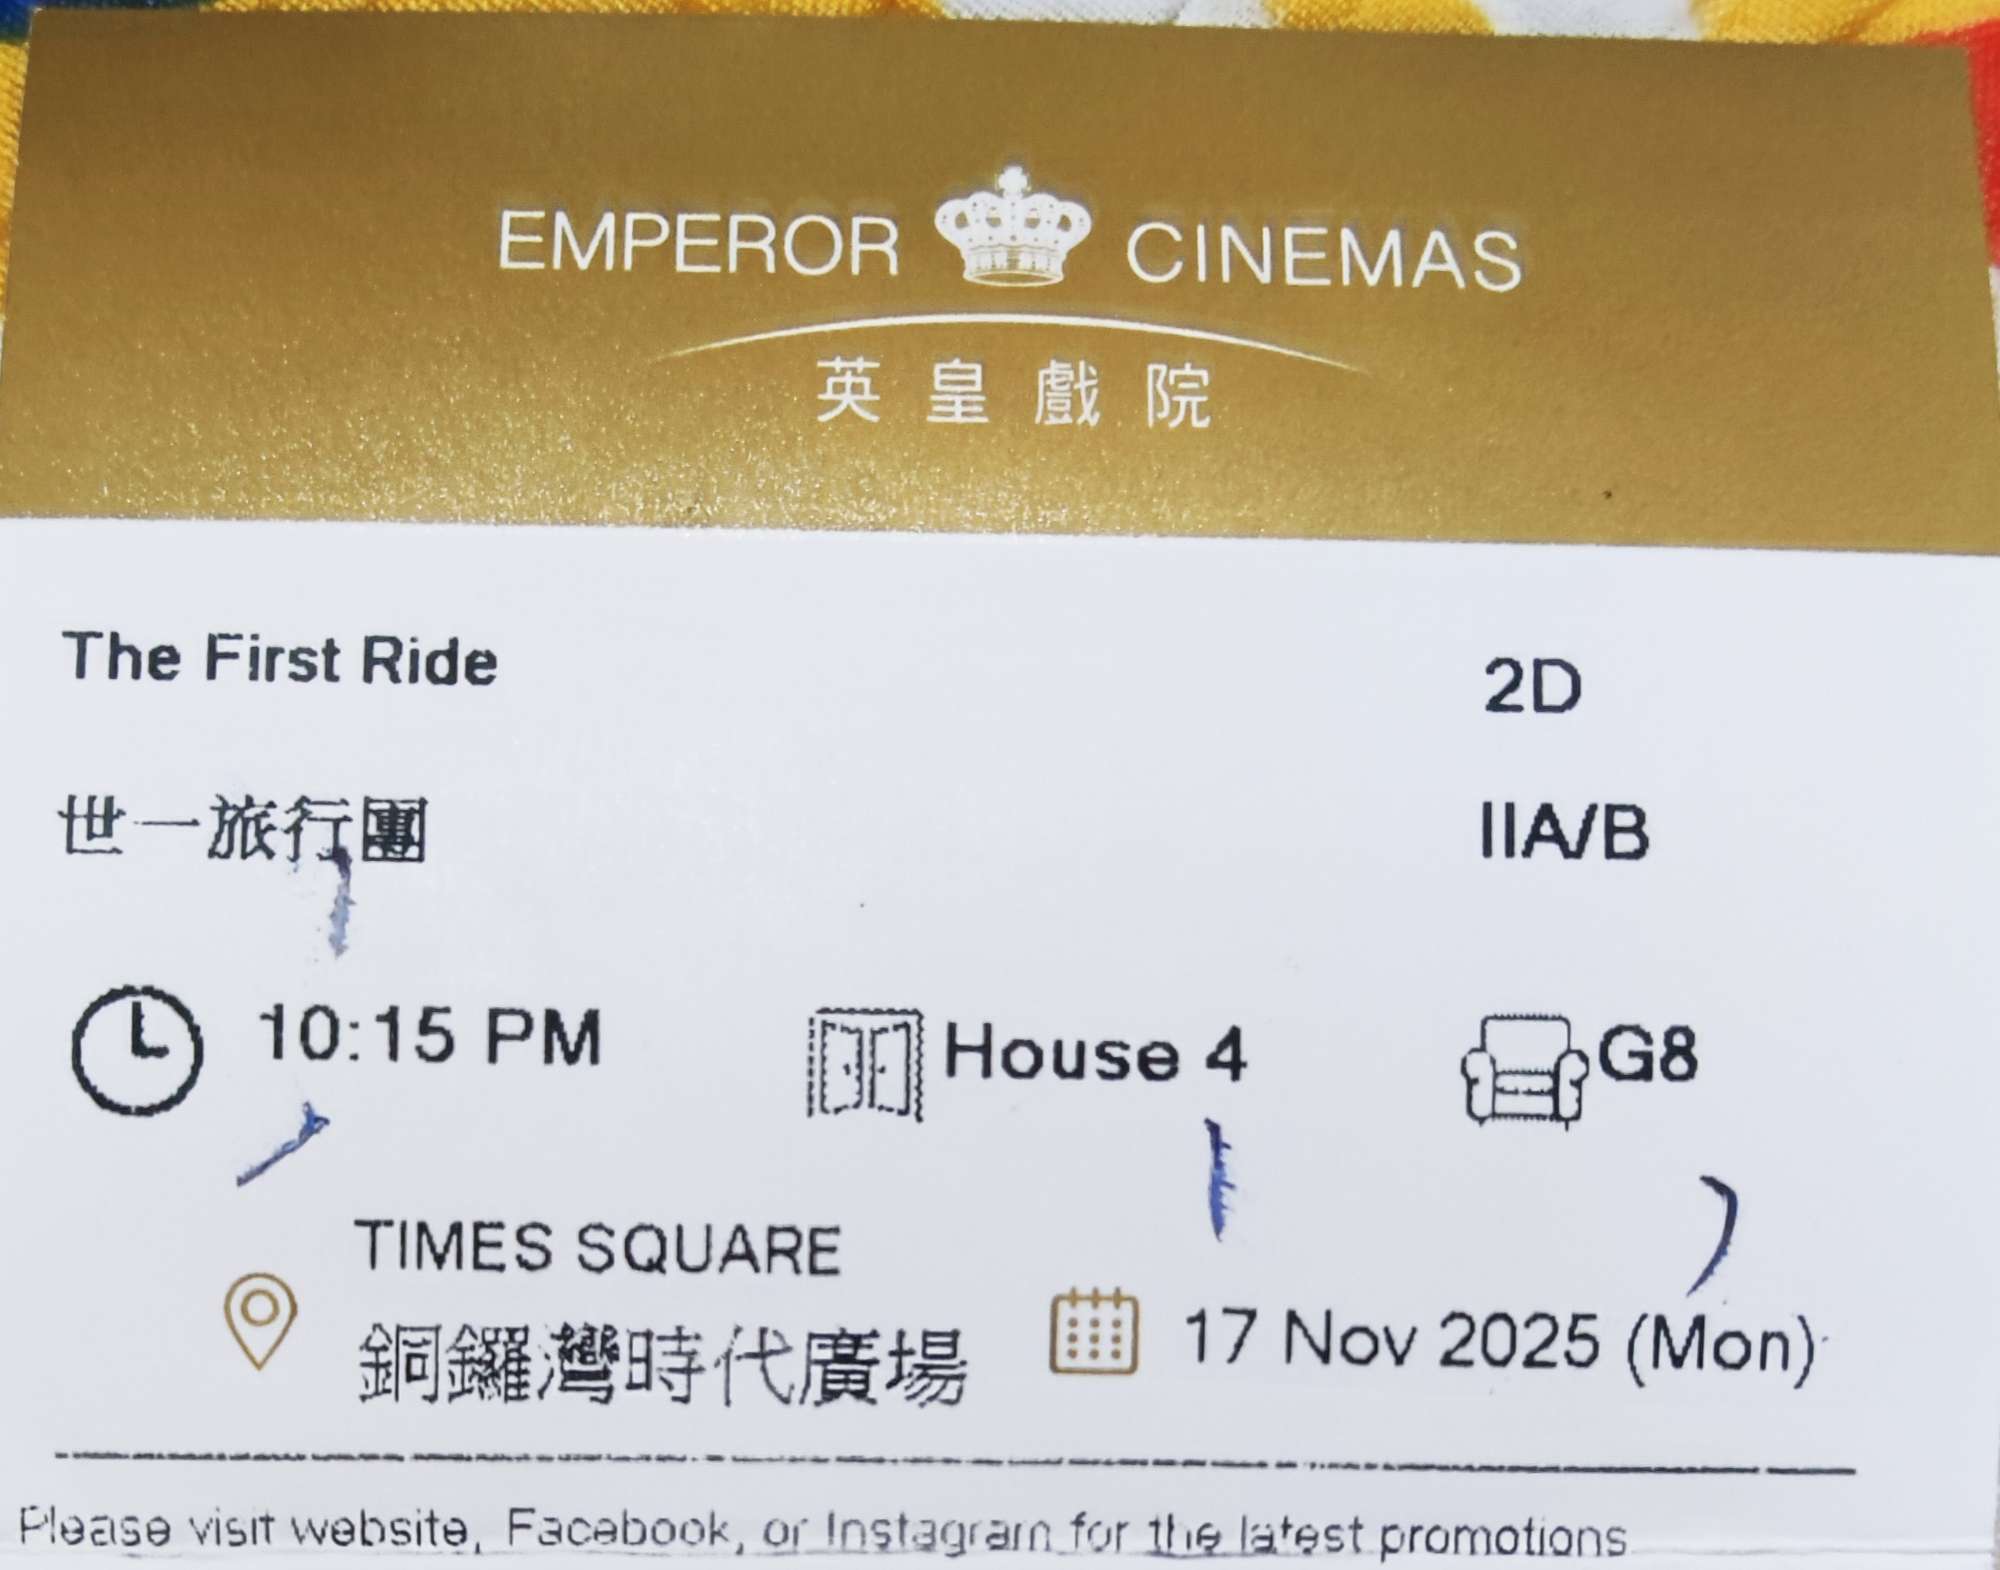 EMPEROR CINEMAS
英皇戲院
The First Ride 2D
世一旅行團 IIA/B
10:15 PM House 4 G8
TIMES SQUARE
銅鑼灣時代廣場 17 Nov 2025 (Mon)
Please visit website, Facebook, or Instagram for the latest promotions